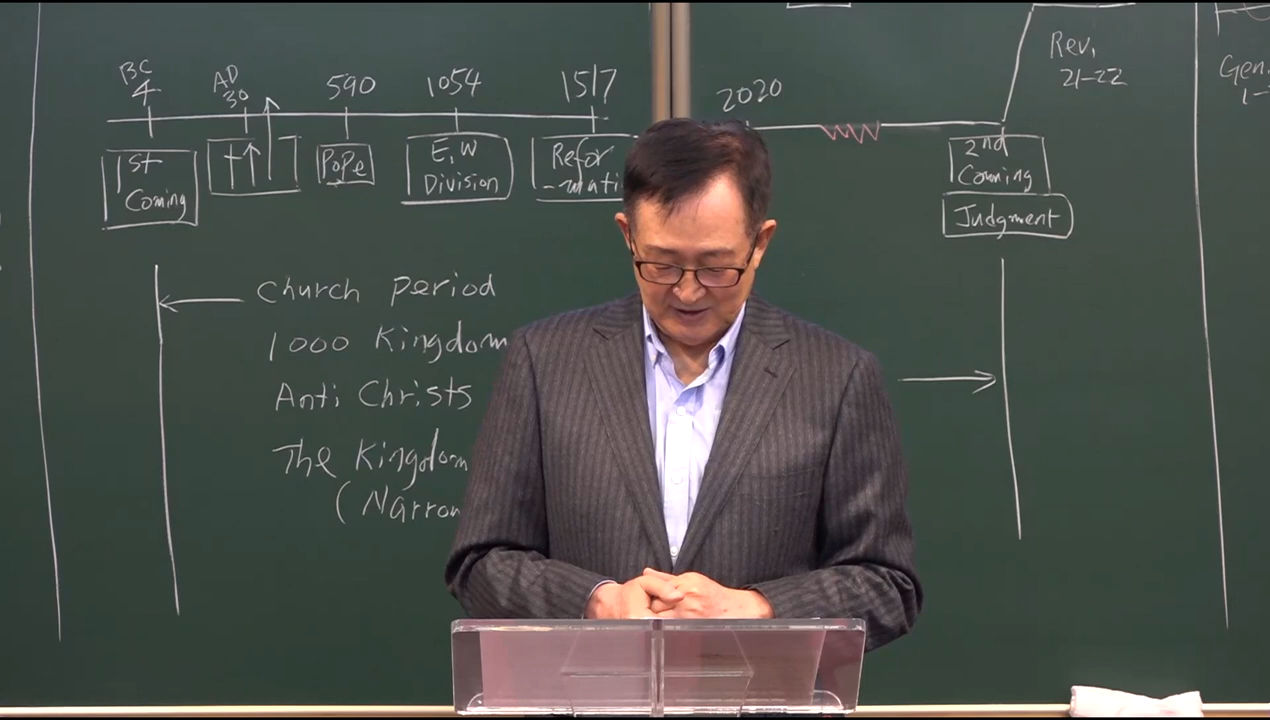 BC
4
AD
30
590
1054
1517
2020
Rev.
21-22
Gen.
1st
Coming
Pope
E, W
Division
Refor
-mati
2nd
Coming
Judgment
Church period
1000 Kingdom
Anti Christs
The Kingdom
(Narrow